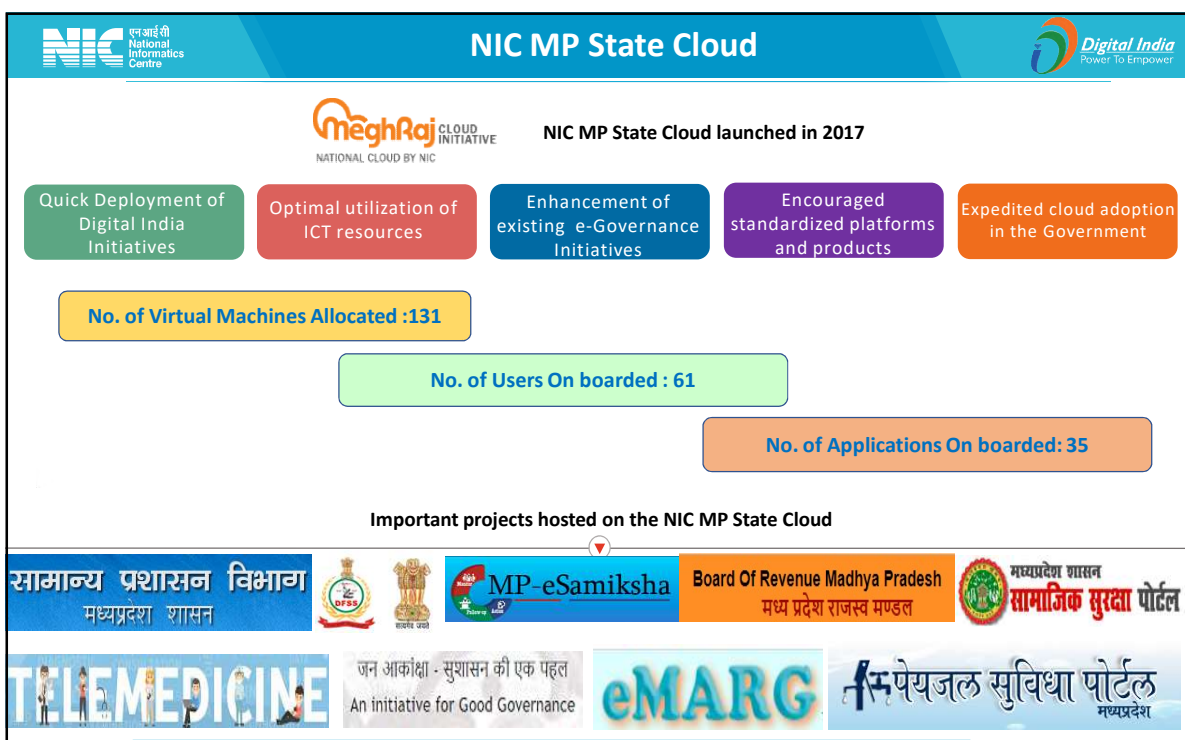 NIC
एनआईसी
National
Informatics
Centre
NIC MP State Cloud
Digital India
Power To Empower
meghRaj CLOUD INITIATIVE
NATIONAL CLOUD BY NIC
NIC MP State Cloud launched in 2017
Quick Deployment of
Digital India
Initiatives
Optimal utilization of
ICT resources
Enhancement of
existing e-Governance
Initiatives
Encouraged
standardized platforms
and products
Expedited cloud adoption
in the Government
No. of Virtual Machines Allocated :131
No. of Users On boarded : 61
No. of Applications On boarded: 35
Important projects hosted on the NIC MP State Cloud
सामान्य प्रशासन विभाग
मध्यप्रदेश शासन
DFSS
सत्यमेव जयते
MP-eSamiksha
Board Of Revenue Madhya Pradesh
मध्य प्रदेश राजस्व मण्डल
मध्यप्रदेश शासन
सामाजिक सुरक्षा पोर्टल
TELEMEDICINE
जन आकांक्षा - सुशासन की एक पहल
An initiative for Good Governance
eMARG
पेयजल सुविधा पोर्टल
मध्यप्रदेश